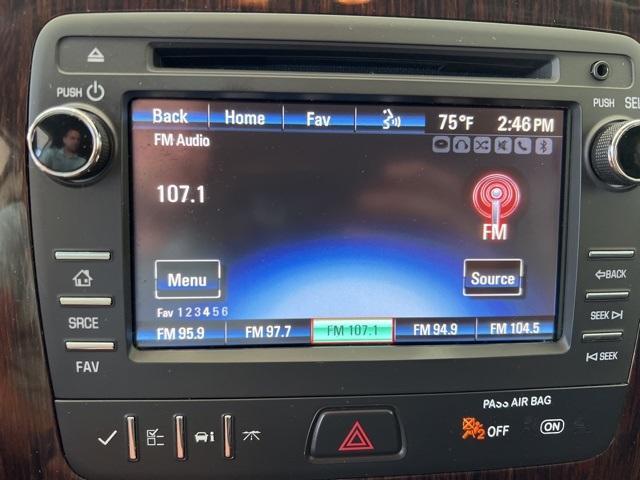 PUSH
PUSH SEL
Back Home Fav 75°F 2:46PM
FM Audio
107.1
FM
Menu Source
Fav 1 2 3 4 5 6
FM 95.9 FM 97.7 FM 107.1 FM 94.9 FM 104.5
BACK
SRCE
SEEK
FAV
SEEK
PASS AIR BAG
2 OFF ON